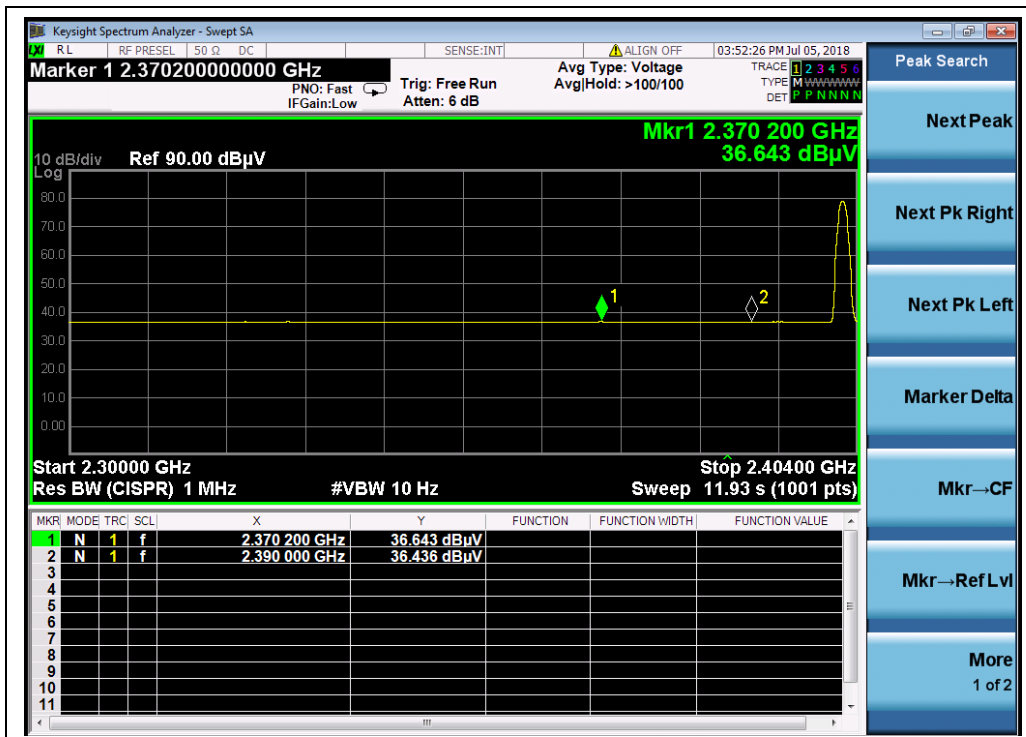 Keysight Spectrum Analyzer - Swept SA
LXI RL RF PRESEL 50 Ω DC SENSE:INT ALIGN OFF 03:52:26 PM Jul 05, 2018
Marker 1 2.370200000000 GHz
PNO: Fast
IFGain:Low
Trig: Free Run
Atten: 6 dB
Avg Type: Voltage
Avg|Hold: >100/100
TRACE 1 2 3 4 5 6
TYPE M W W W W W
DET P P N N N N
Mkr1 2.370 200 GHz
36.643 dBµV
10 dB/div Ref 90.00 dBµV
Log
80.0
70.0
60.0
50.0
40.0
30.0
20.0
10.0
0.00
1
2
Start 2.30000 GHz Stop 2.40400 GHz
Res BW (CISPR) 1 MHz #VBW 10 Hz Sweep 11.93 s (1001 pts)
MKR MODE TRC SCL X Y FUNCTION FUNCTION WIDTH FUNCTION VALUE
1 N 1 f 2.370 200 GHz 36.643 dBµV
2 N 1 f 2.390 000 GHz 36.436 dBµV
3
4
5
6
7
8
9
10
11
Peak Search
Next Peak
Next Pk Right
Next Pk Left
Marker Delta
Mkr→CF
Mkr→Ref Lvl
More
1 of 2